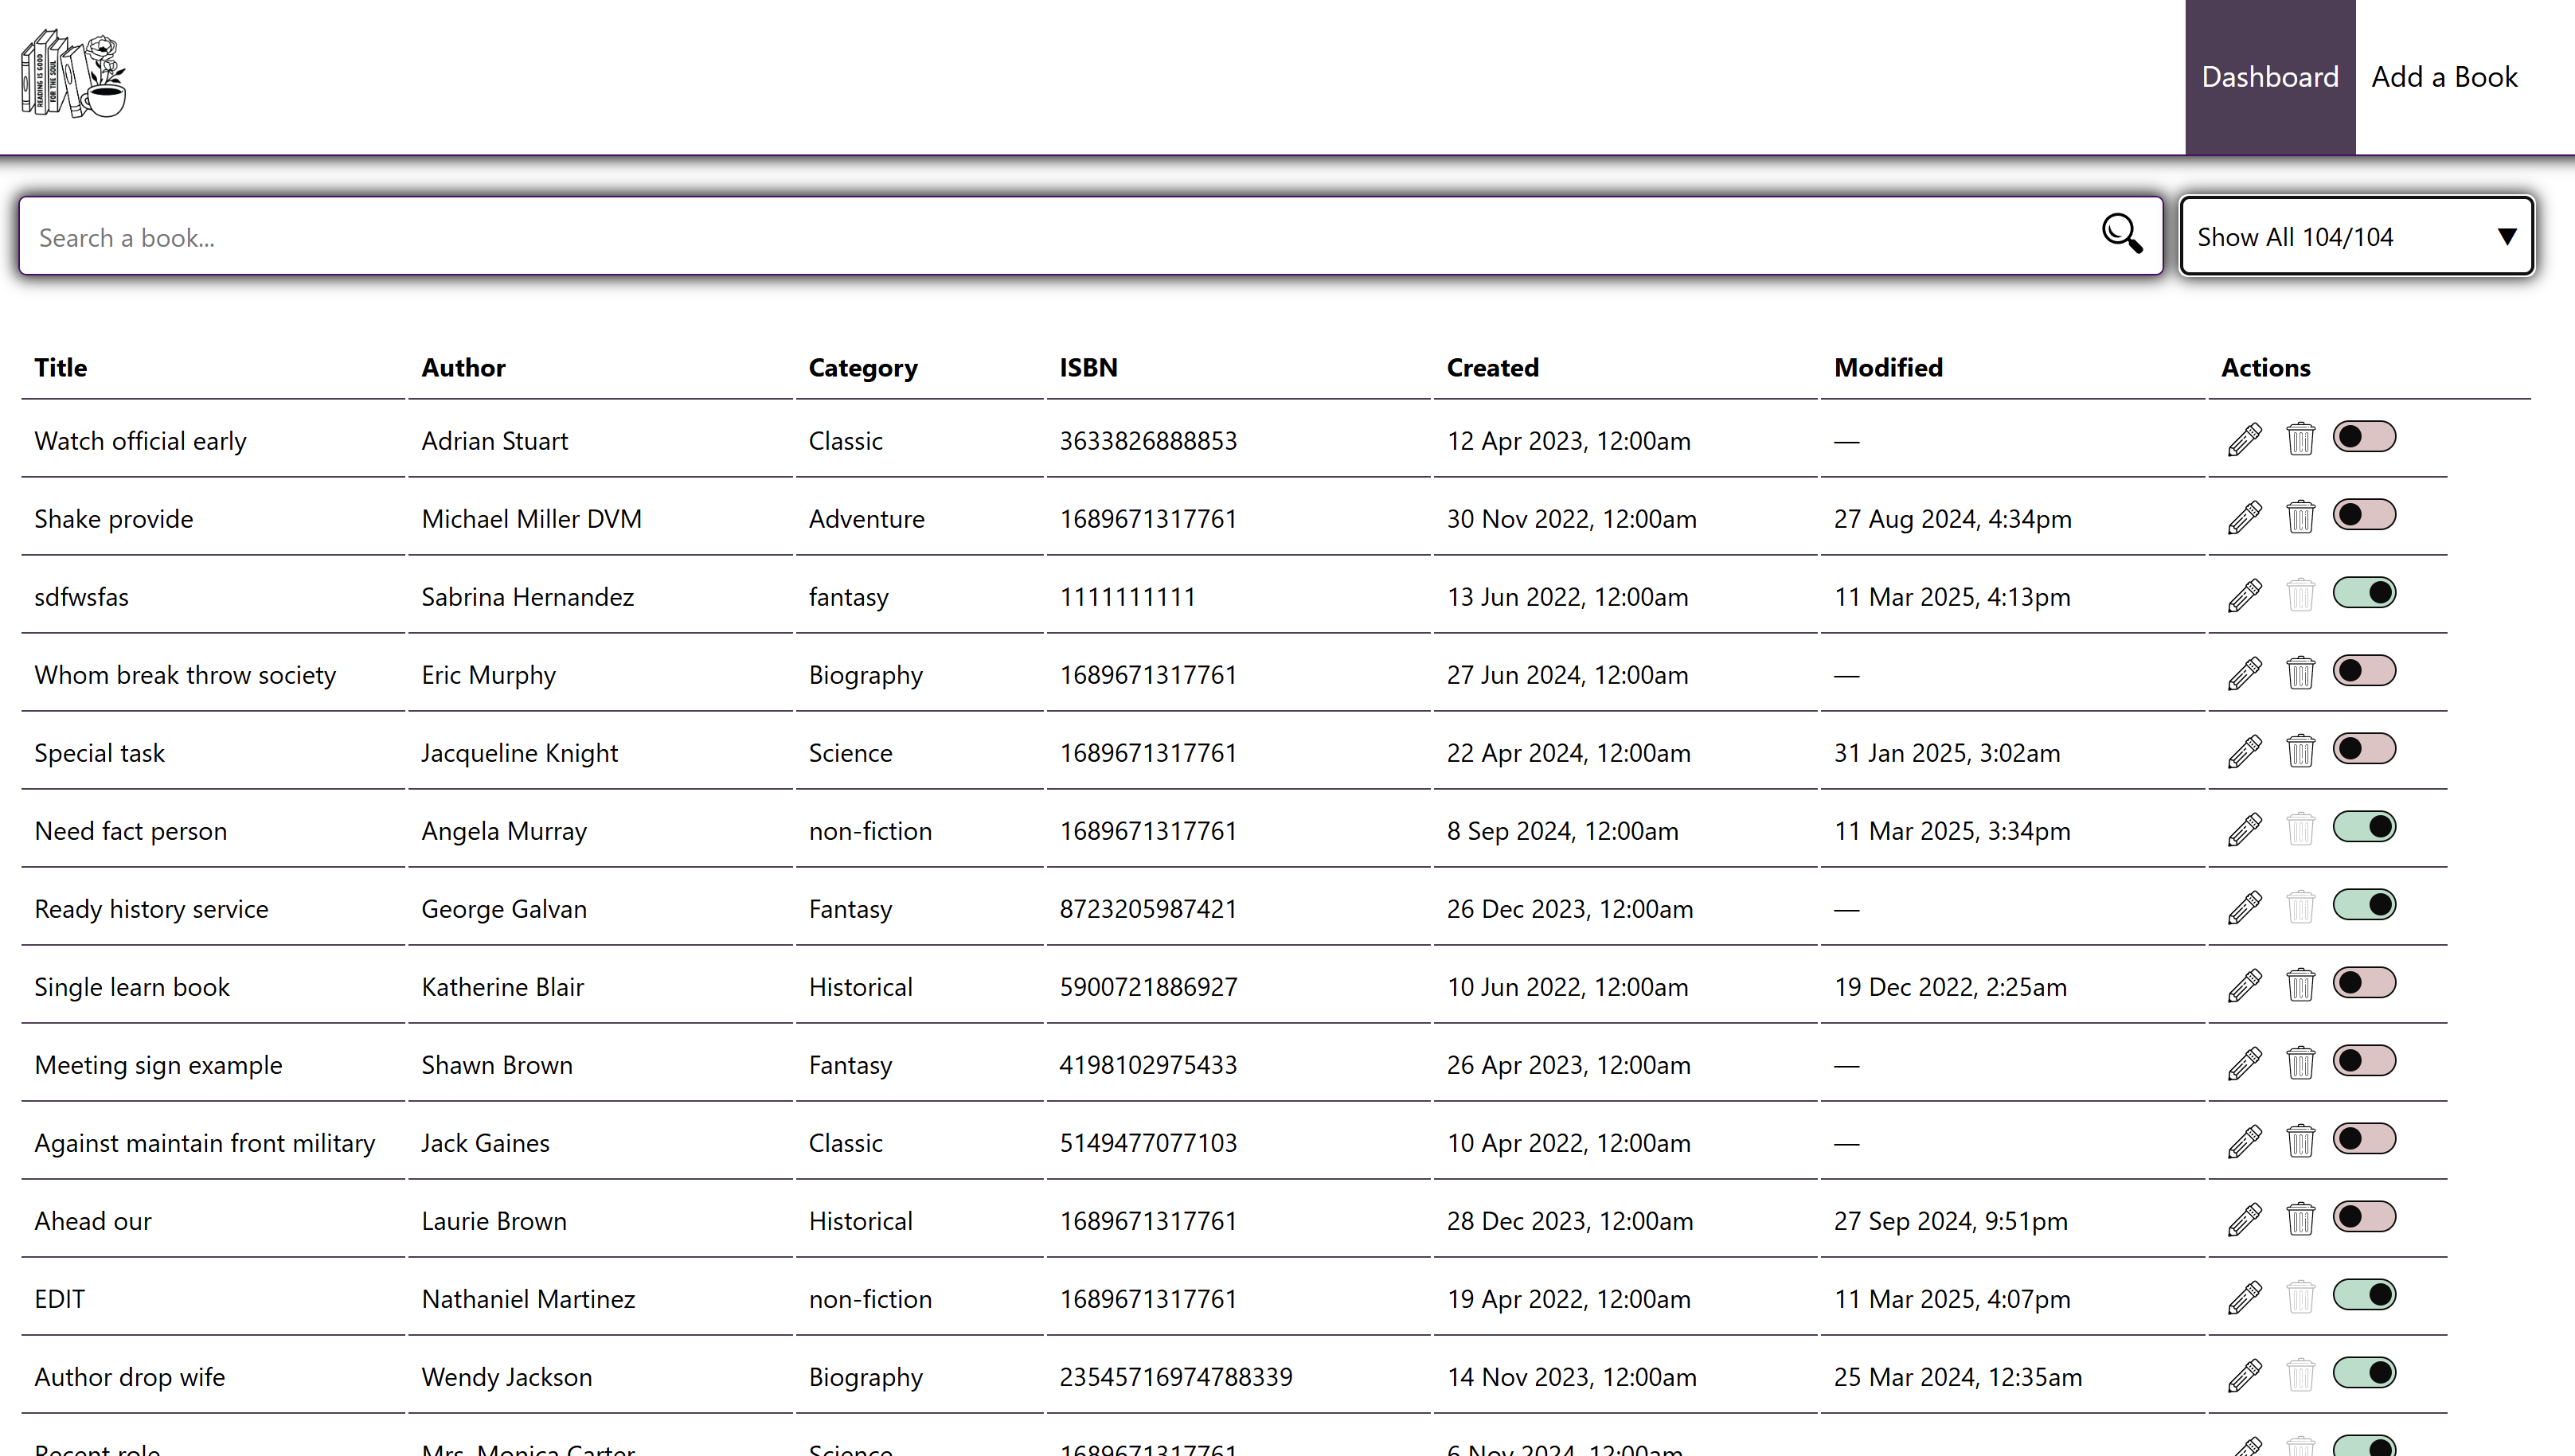 READING IS GOOD
FOR THE SOUL
Dashboard Add a Book
Search a book... Show All 104/104 ▼
Title Author Category ISBN Created Modified Actions
Watch official early Adrian Stuart Classic 3633826888853 12 Apr 2023, 12:00am —
Shake provide Michael Miller DVM Adventure 1689671317761 30 Nov 2022, 12:00am 27 Aug 2024, 4:34pm
sdfwsfas Sabrina Hernandez fantasy 1111111111 13 Jun 2022, 12:00am 11 Mar 2025, 4:13pm
Whom break throw society Eric Murphy Biography 1689671317761 27 Jun 2024, 12:00am —
Special task Jacqueline Knight Science 1689671317761 22 Apr 2024, 12:00am 31 Jan 2025, 3:02am
Need fact person Angela Murray non-fiction 1689671317761 8 Sep 2024, 12:00am 11 Mar 2025, 3:34pm
Ready history service George Galvan Fantasy 8723205987421 26 Dec 2023, 12:00am —
Single learn book Katherine Blair Historical 5900721886927 10 Jun 2022, 12:00am 19 Dec 2022, 2:25am
Meeting sign example Shawn Brown Fantasy 4198102975433 26 Apr 2023, 12:00am —
Against maintain front military Jack Gaines Classic 5149477077103 10 Apr 2022, 12:00am —
Ahead our Laurie Brown Historical 1689671317761 28 Dec 2023, 12:00am 27 Sep 2024, 9:51pm
EDIT Nathaniel Martinez non-fiction 1689671317761 19 Apr 2022, 12:00am 11 Mar 2025, 4:07pm
Author drop wife Wendy Jackson Biography 23545716974788339 14 Nov 2023, 12:00am 25 Mar 2024, 12:35am
Recent role Mrs. Monica Carter Science 1689671317761 6 Nov 2024, 12:00am